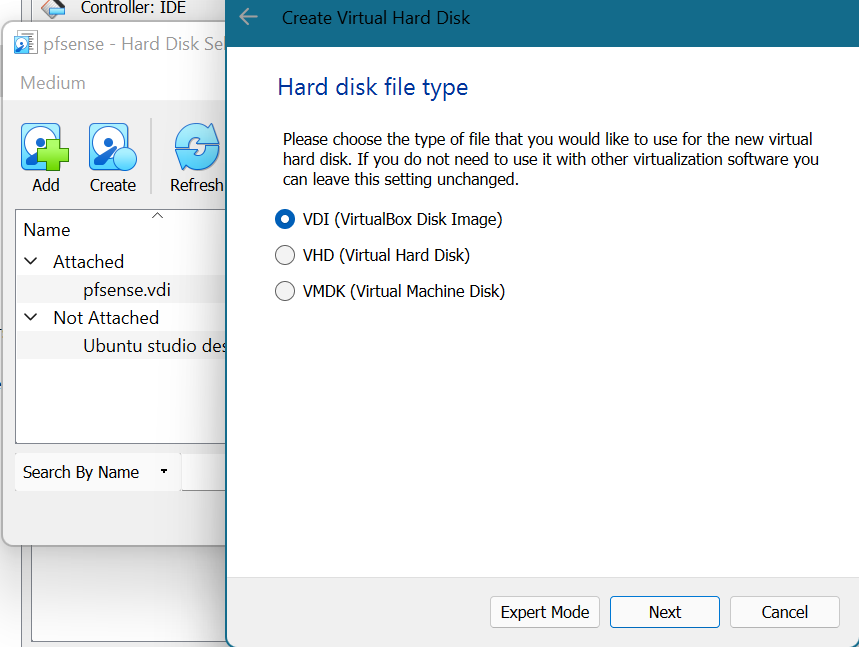 Controller: IDE
Create Virtual Hard Disk
pfsense - Hard Disk Sel
Medium
Hard disk file type
Please choose the type of file that you would like to use for the new virtual
hard disk. If you do not need to use it with other virtualization software you
can leave this setting unchanged.
Add
Create
Refresh
VDI (VirtualBox Disk Image)
VHD (Virtual Hard Disk)
VMDK (Virtual Machine Disk)
Name
Attached
pfsense.vdi
Not Attached
Ubuntu studio des
Search By Name
Expert Mode
Next
Cancel